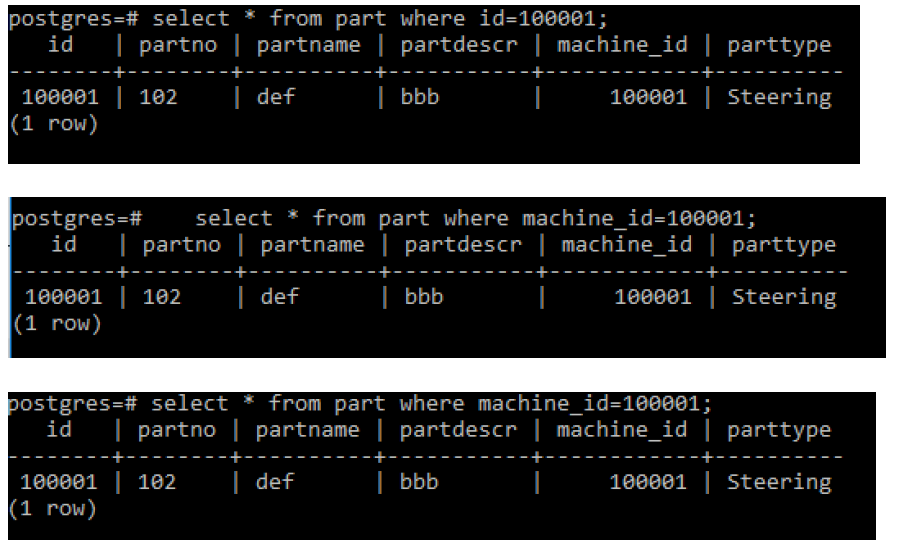 postgres=# select * from part where id=100001;
   id   | partno | partname | partdescr | machine_id | parttype
--------+--------+----------+-----------+------------+----------
 100001 | 102    | def      | bbb       |     100001 | Steering
(1 row)
postgres=#    select * from part where machine_id=100001;
   id   | partno | partname | partdescr | machine_id | parttype
--------+--------+----------+-----------+------------+----------
 100001 | 102    | def      | bbb       |     100001 | Steering
(1 row)
postgres=# select * from part where machine_id=100001;
   id   | partno | partname | partdescr | machine_id | parttype
--------+--------+----------+-----------+------------+----------
 100001 | 102    | def      | bbb       |     100001 | Steering
(1 row)